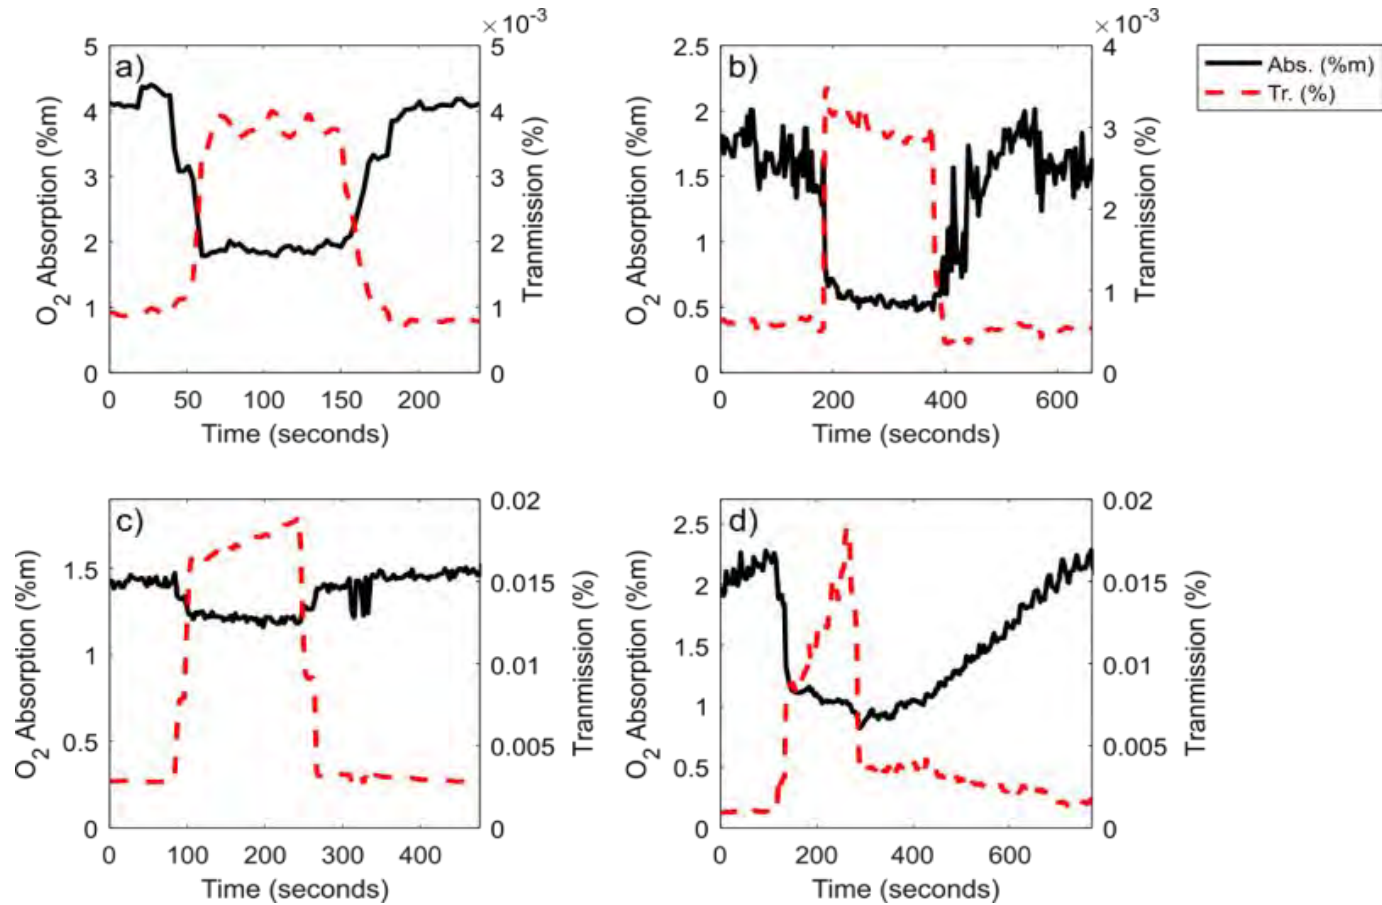 ×10⁻³
×10⁻³
5
5
2.5
4
a)
b)
Abs. (%m)
Tr. (%)
4
4
2
3
3
3
1.5
2
2
2
1
1
1
1
0.5
0
0
0
0
O₂ Absorption (%m)
Tranmission (%)
O₂ Absorption (%m)
Tranmission (%)
0 50 100 150 200
0 200 400 600
Time (seconds)
Time (seconds)
c)
d)
0.02
2.5
0.02
1.5
0.015
2
0.015
1
0.01
1.5
0.01
1
0.5
0.005
0.5
0.005
0
0
0
0
O₂ Absorption (%m)
Tranmission (%)
O₂ Absorption (%m)
Tranmission (%)
0 100 200 300 400
0 200 400 600
Time (seconds)
Time (seconds)